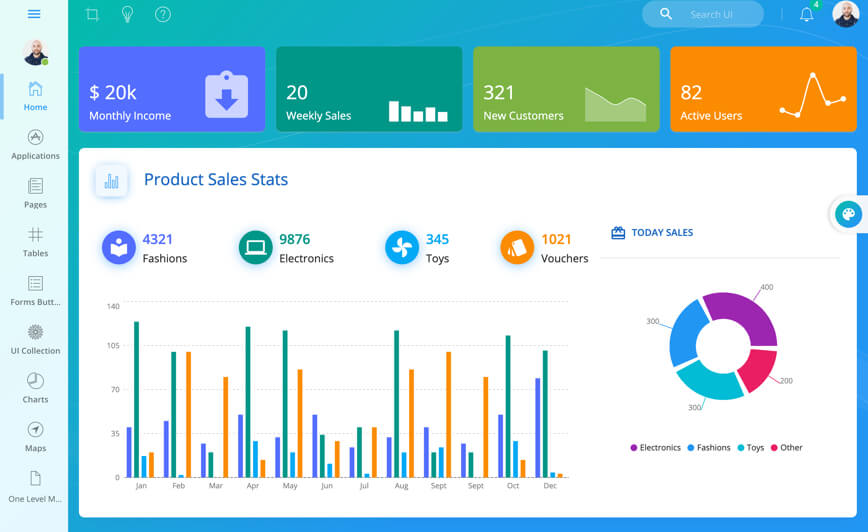 Search UI
4
Home
Applications
Pages
Tables
Forms Butt...
UI Collection
Charts
Maps
One Level M...
$ 20k
Monthly Income
20
Weekly Sales
321
New Customers
82
Active Users
Product Sales Stats
4321
Fashions
9876
Electronics
345
Toys
1021
Vouchers
140
105
70
35
0
Jan Feb Mar Apr May Jun Jul Aug Sept Sept Oct Dec
TODAY SALES
400
300
200
300
Electronics Fashions Toys Other